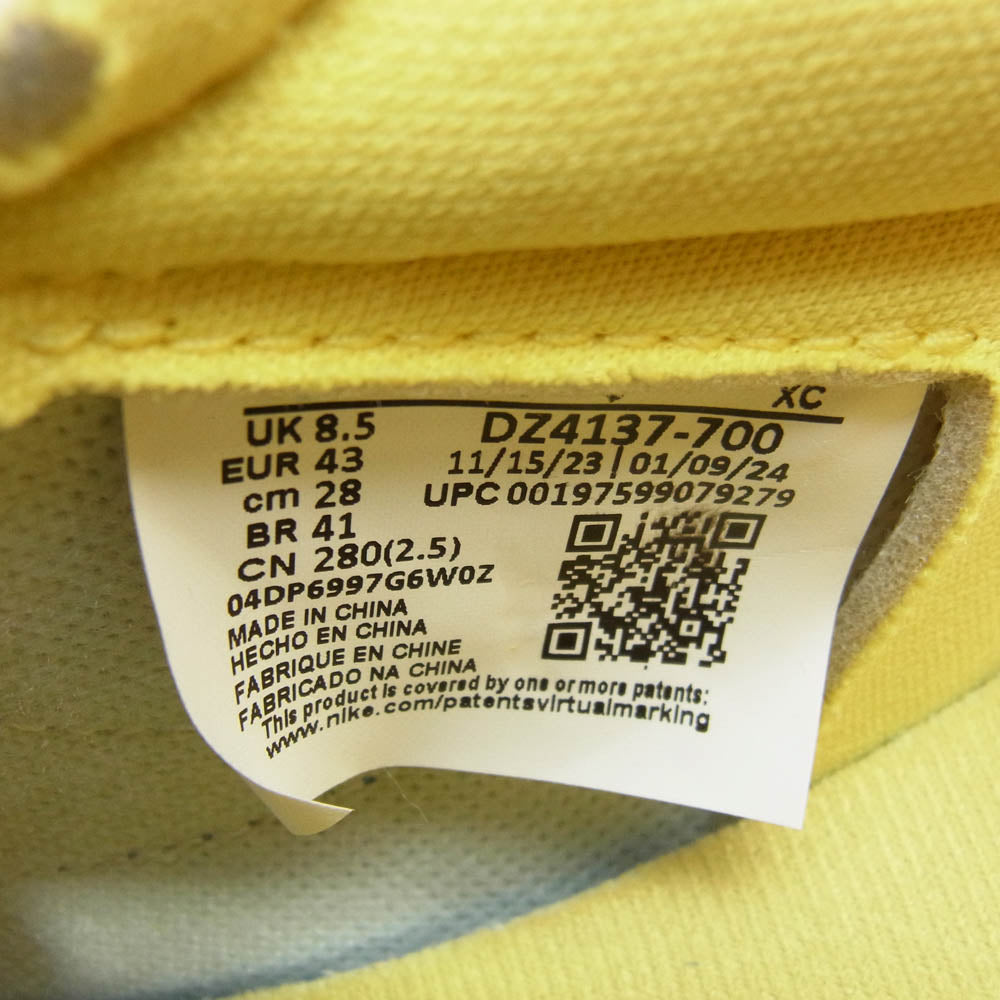 XC
UK 8.5
EUR 43
cm 28
BR 41
CN 280(2.5)
DZ4137-700
11/15/23 | 01/09/24
UPC 00197599079279
04DP6997G6W0Z
MADE IN CHINA
HECHO EN CHINA
FABRIQUE EN CHINE
FABRICADO NA CHINA
This product is covered by one or more patents:
www.nike.com/patentsvirtualmarking